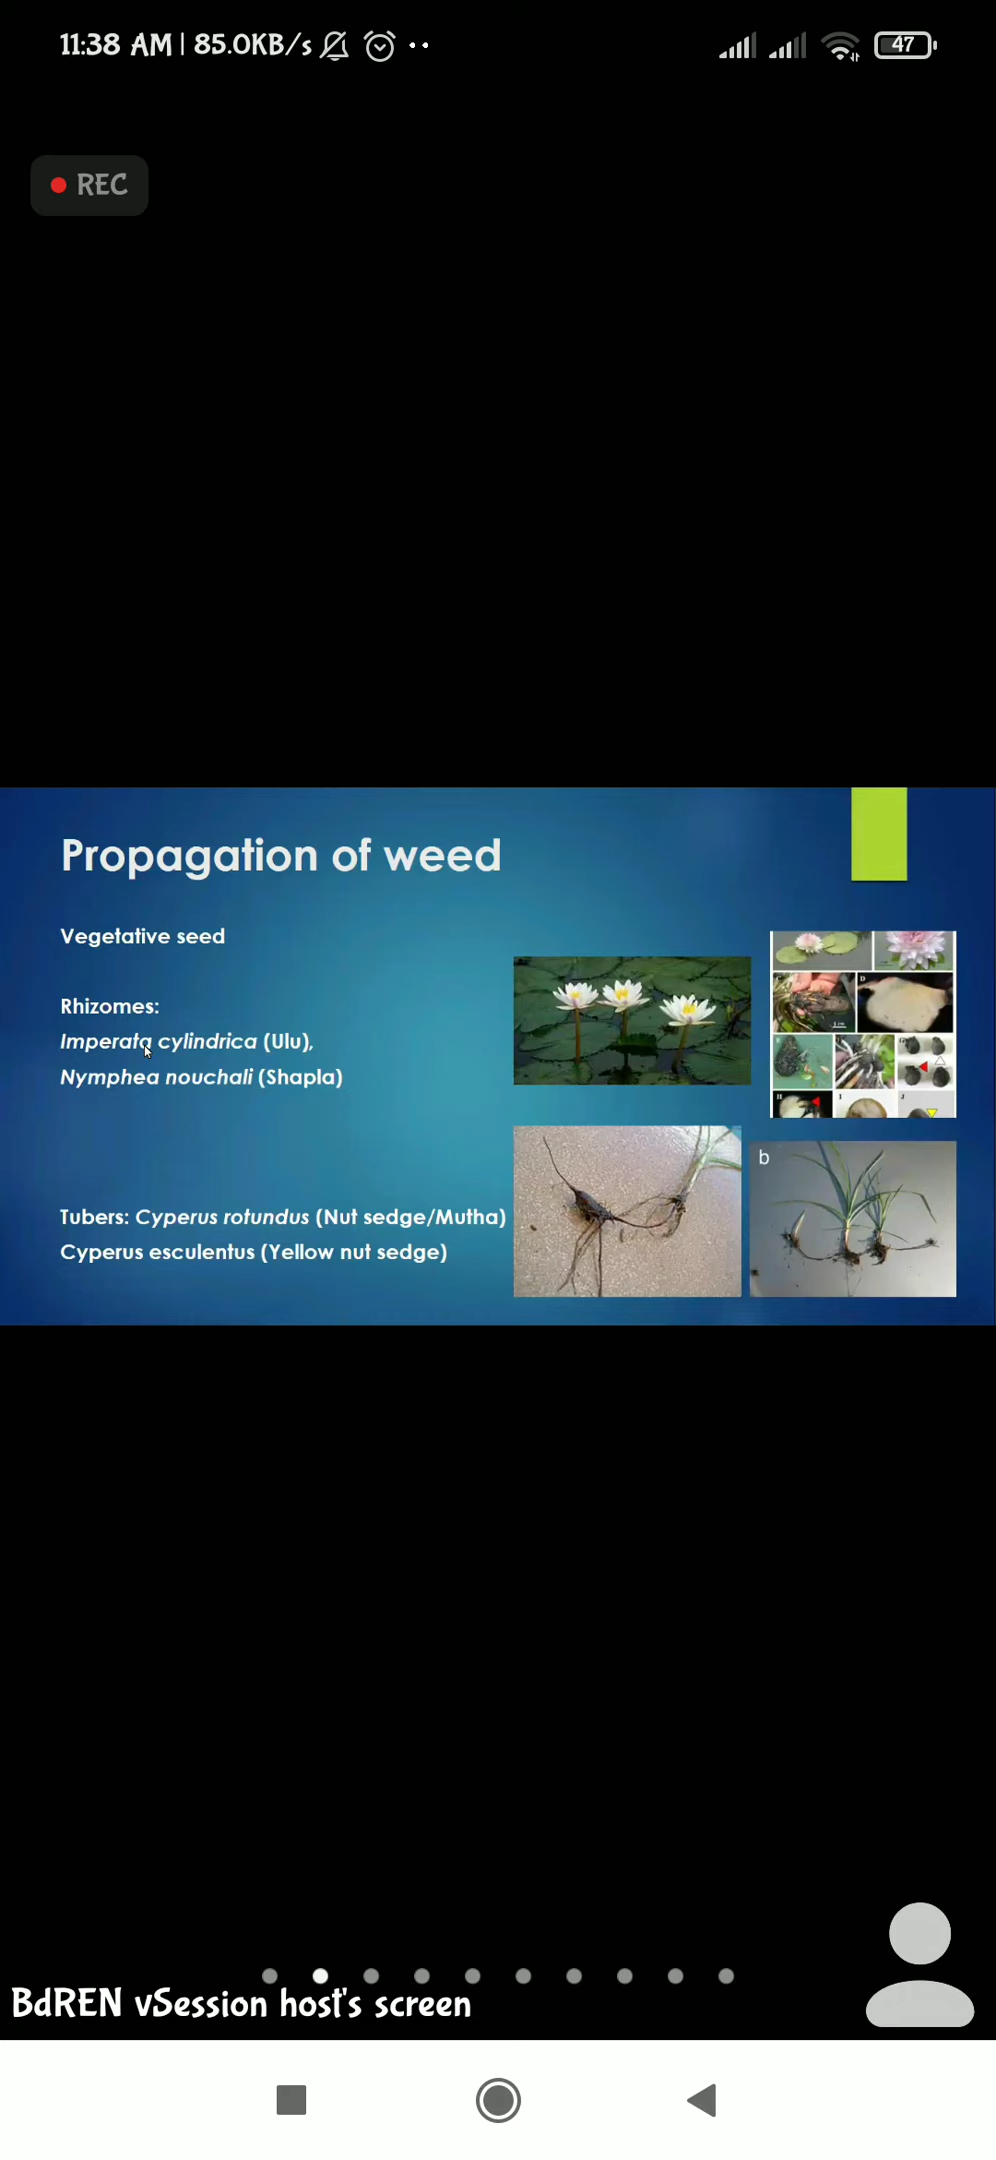 11:38 AM | 85.0KB/s
47
REC
Propagation of weed
Vegetative seed
Rhizomes:
Imperata cylindrica (Ulu),
Nymphea nouchali (Shapla)
Tubers: Cyperus rotundus (Nut sedge/Mutha)
Cyperus esculentus (Yellow nut sedge)
D
H
I
J
b
BdREN vSession host's screen